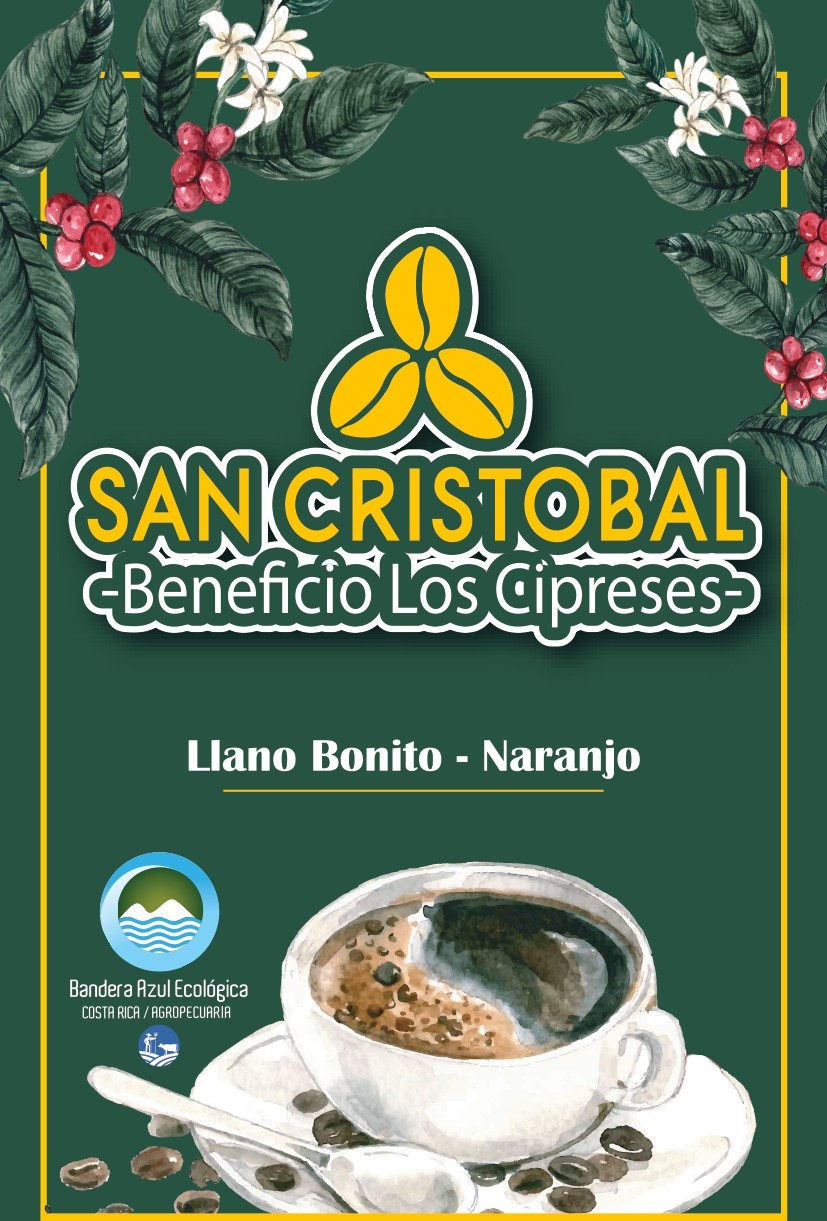 SAN CRISTOBAL
-Beneficio Los Cipreses-
Llano Bonito - Naranjo
Bandera Azul Ecológica
COSTA RICA / AGROPECUARIA